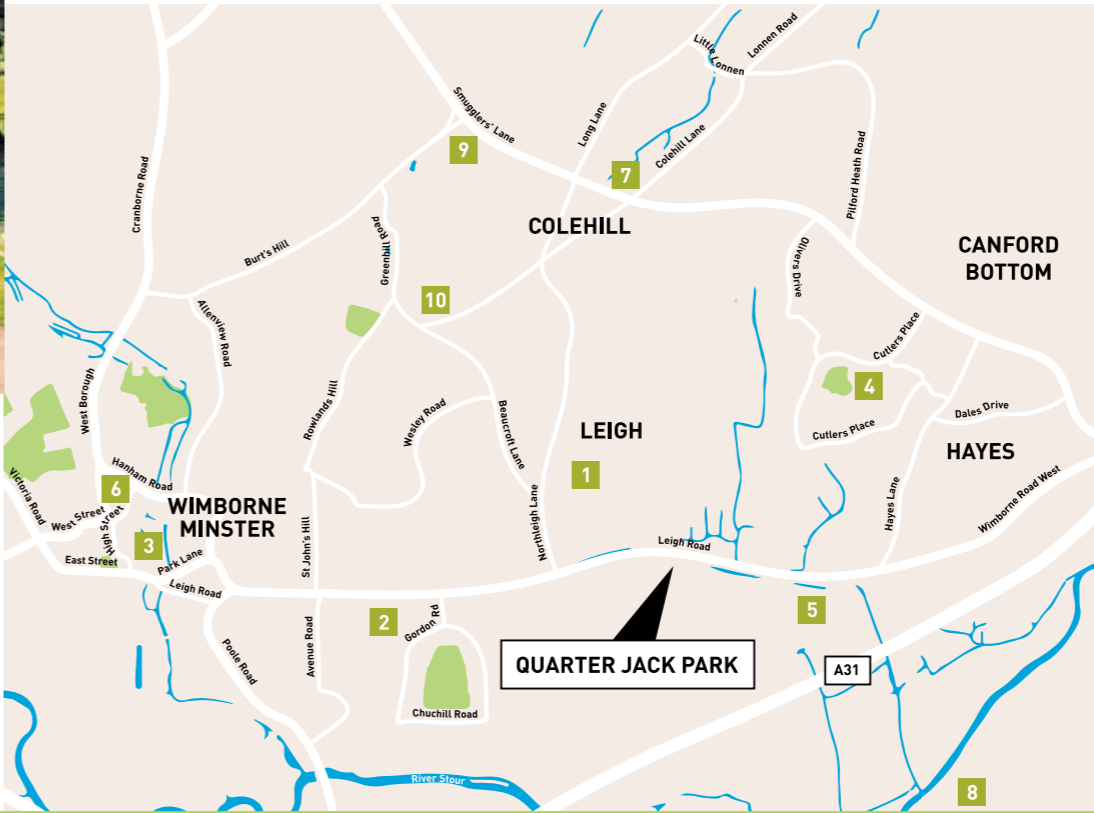 Little Lonnen
Lonnen Road
Smugglers' Lane
Long Lane
9
Colehill Lane
7
Cranborne Road
Pilford Heath Road
COLEHILL
Greenhill Road
Burt's Hill
CANFORD
BOTTOM
Olivers Drive
10
Allenview Road
Cutlers Place
4
West Borough
Rowlands Hill
Wesley Road
Beaucroft Lane
Dales Drive
LEIGH
Cutlers Place
HAYES
1
Hanham Road
Victoria Road
6
WIMBORNE
MINSTER
West Street
High Street
Hayes Lane
Wimborne Road West
Northleigh Lane
3
St John's Hill
Leigh Road
East Street
Park Lane
Leigh Road
5
2
Gordon Rd
Avenue Road
Poole Road
QUARTER JACK PARK
A31
Chuchill Road
River Stour
8